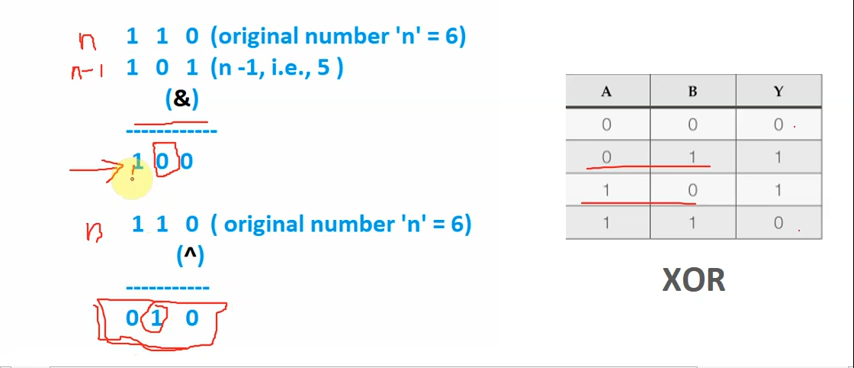 n 1 1 0 (original number 'n' = 6)
n-1 1 0 1 (n -1, i.e., 5 )
(&)
------------
1 0 0
n 1 1 0 ( original number 'n' = 6)
(^)
-----------
0 1 0
A B Y
0 0 0
0 1 1
1 0 1
1 1 0
XOR